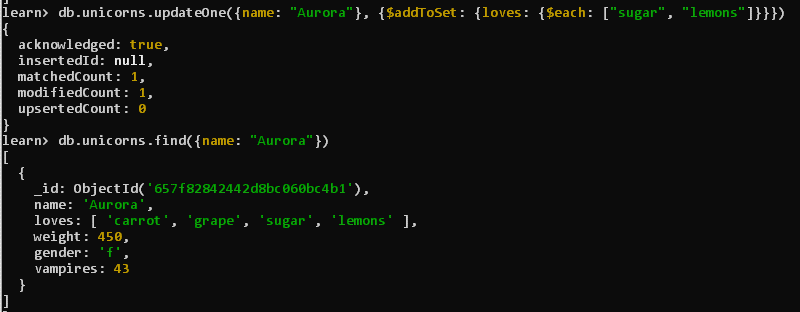 learn> db.unicorns.updateOne({name: "Aurora"}, {$addToSet: {loves: {$each: ["sugar", "lemons"]}}})
{
  acknowledged: true,
  insertedId: null,
  matchedCount: 1,
  modifiedCount: 1,
  upsertedCount: 0
}
learn> db.unicorns.find({name: "Aurora"})
[
  {
    _id: ObjectId('657f82842442d8bc060bc4b1'),
    name: 'Aurora',
    loves: [ 'carrot', 'grape', 'sugar', 'lemons' ],
    weight: 450,
    gender: 'f',
    vampires: 43
  }
]